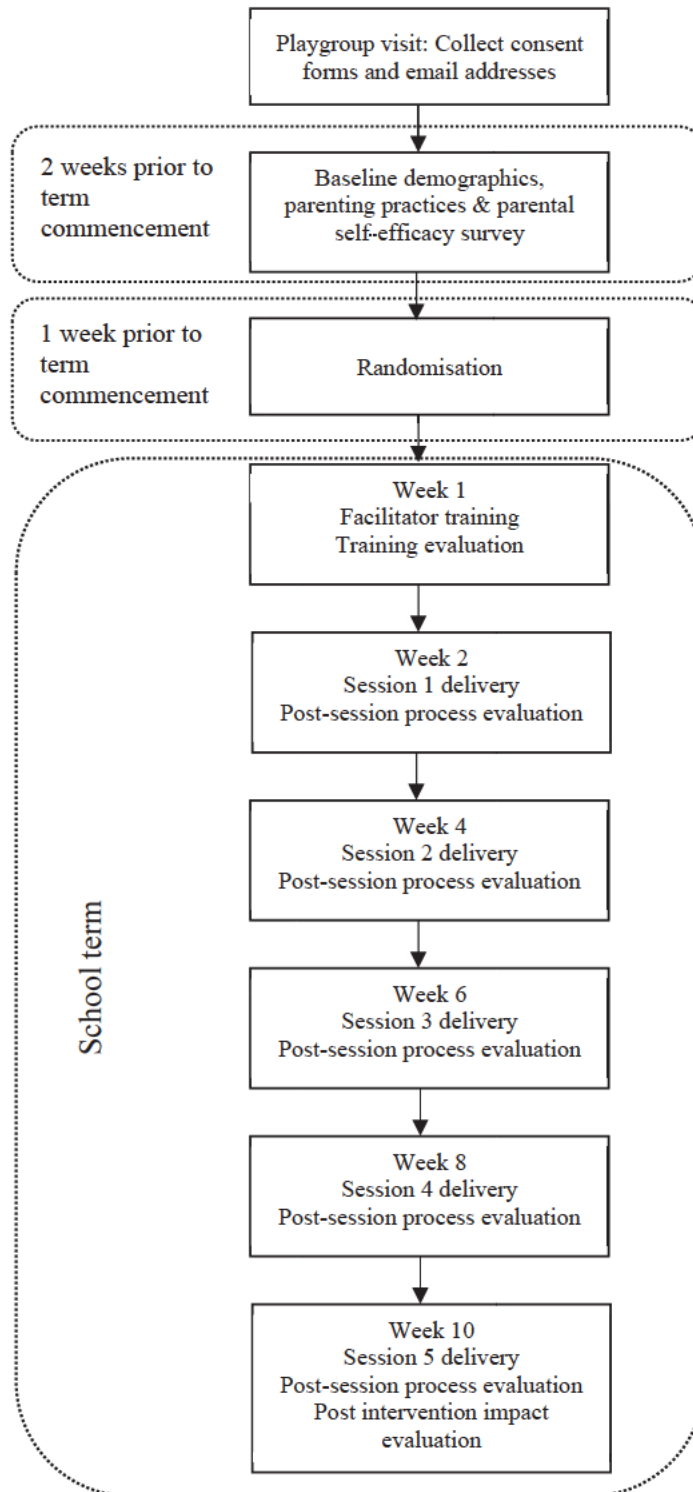 Playgroup visit: Collect consent
forms and email addresses
2 weeks prior to
term
commencement
Baseline demographics,
parenting practices & parental
self-efficacy survey
1 week prior to
term
commencement
Randomisation
School term
Week 1
Facilitator training
Training evaluation
Week 2
Session 1 delivery
Post-session process evaluation
Week 4
Session 2 delivery
Post-session process evaluation
Week 6
Session 3 delivery
Post-session process evaluation
Week 8
Session 4 delivery
Post-session process evaluation
Week 10
Session 5 delivery
Post-session process evaluation
Post intervention impact
evaluation